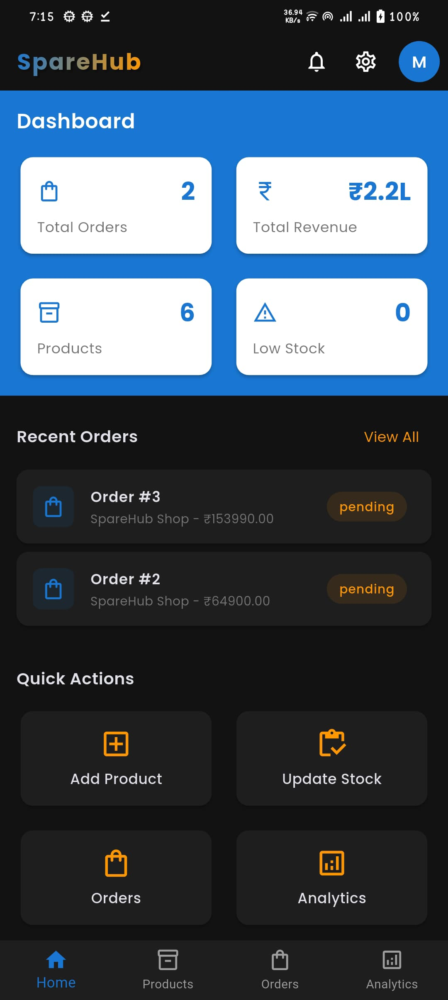 7:15
36.94
KB/s
100%
SpareHub
M
Dashboard
2
Total Orders
₹2.2L
Total Revenue
6
Products
0
Low Stock
Recent Orders
View All
Order #3
SpareHub Shop - ₹153990.00
pending
Order #2
SpareHub Shop - ₹64900.00
pending
Quick Actions
Add Product
Update Stock
Orders
Analytics
Home
Products
Orders
Analytics